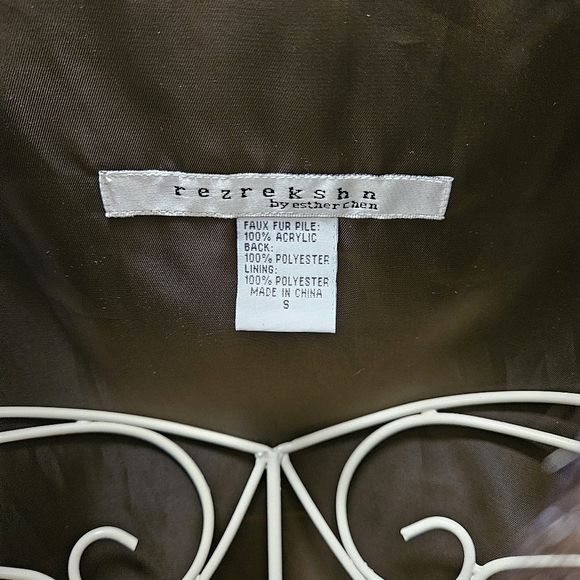 rezrekshn
by esther chen
FAUX FUR PILE:
100% ACRYLIC
BACK:
100% POLYESTER
LINING:
100% POLYESTER
MADE IN CHINA
S